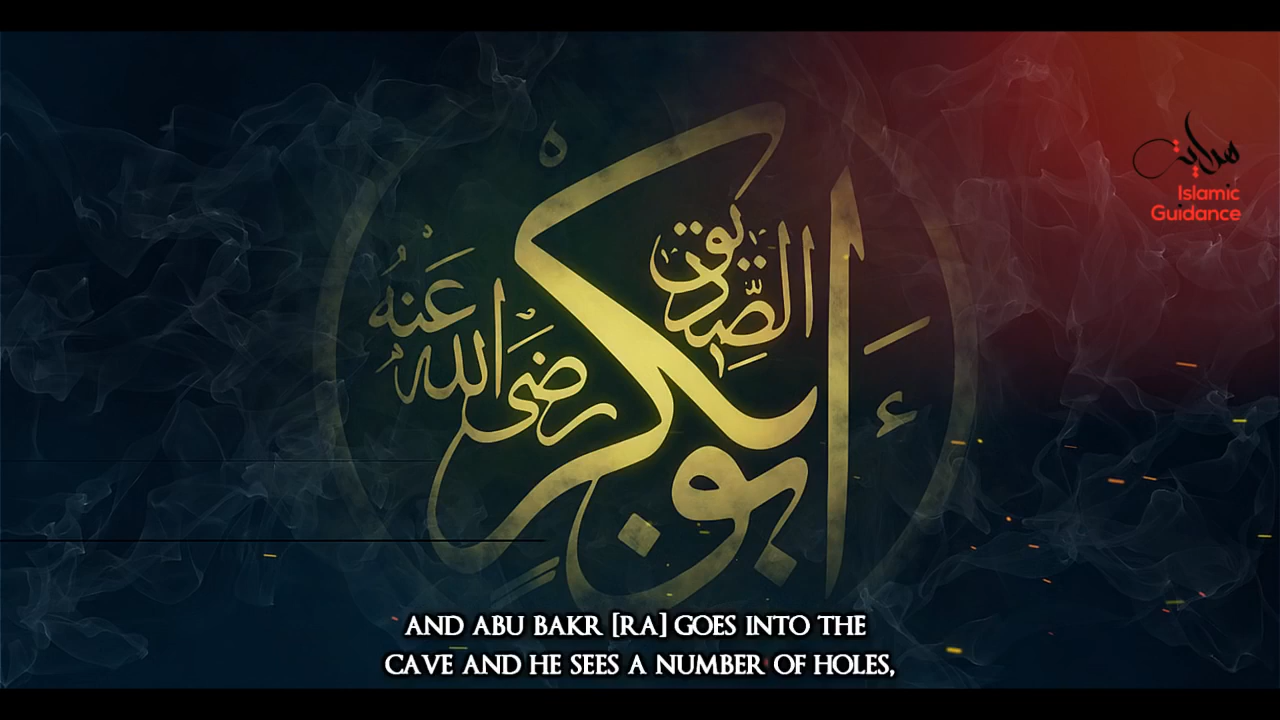 أبو بكر
الصديق
رضى الله عنه
هداية
Islamic
Guidance
AND ABU BAKR [RA] GOES INTO THE
CAVE AND HE SEES A NUMBER OF HOLES,